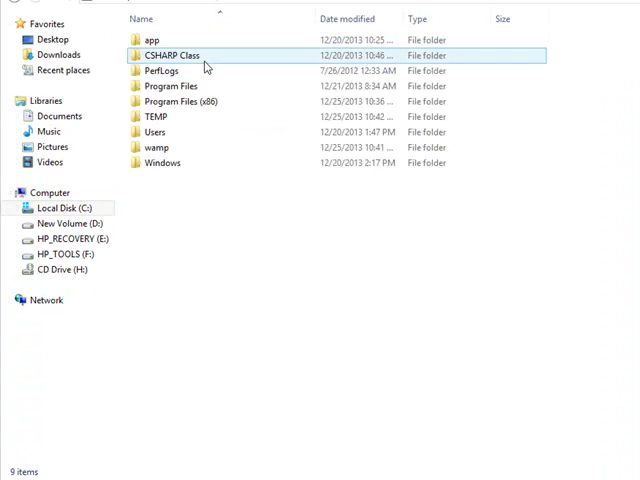 Favorites
Desktop
Downloads
Recent places
Libraries
Documents
Music
Pictures
Videos
Computer
Local Disk (C:)
New Volume (D:)
HP_RECOVERY (E:)
HP_TOOLS (F:)
CD Drive (H:)
Network
Name Date modified Type Size
app 12/20/2013 10:25 ... File folder
CSHARP Class 12/20/2013 10:46 ... File folder
PerfLogs 7/26/2012 12:33 AM File folder
Program Files 12/21/2013 8:34 AM File folder
Program Files (x86) 12/25/2013 10:36 ... File folder
TEMP 12/25/2013 10:42 ... File folder
Users 12/20/2013 1:47 PM File folder
wamp 12/25/2013 10:41 ... File folder
Windows 12/20/2013 2:17 PM File folder
9 items